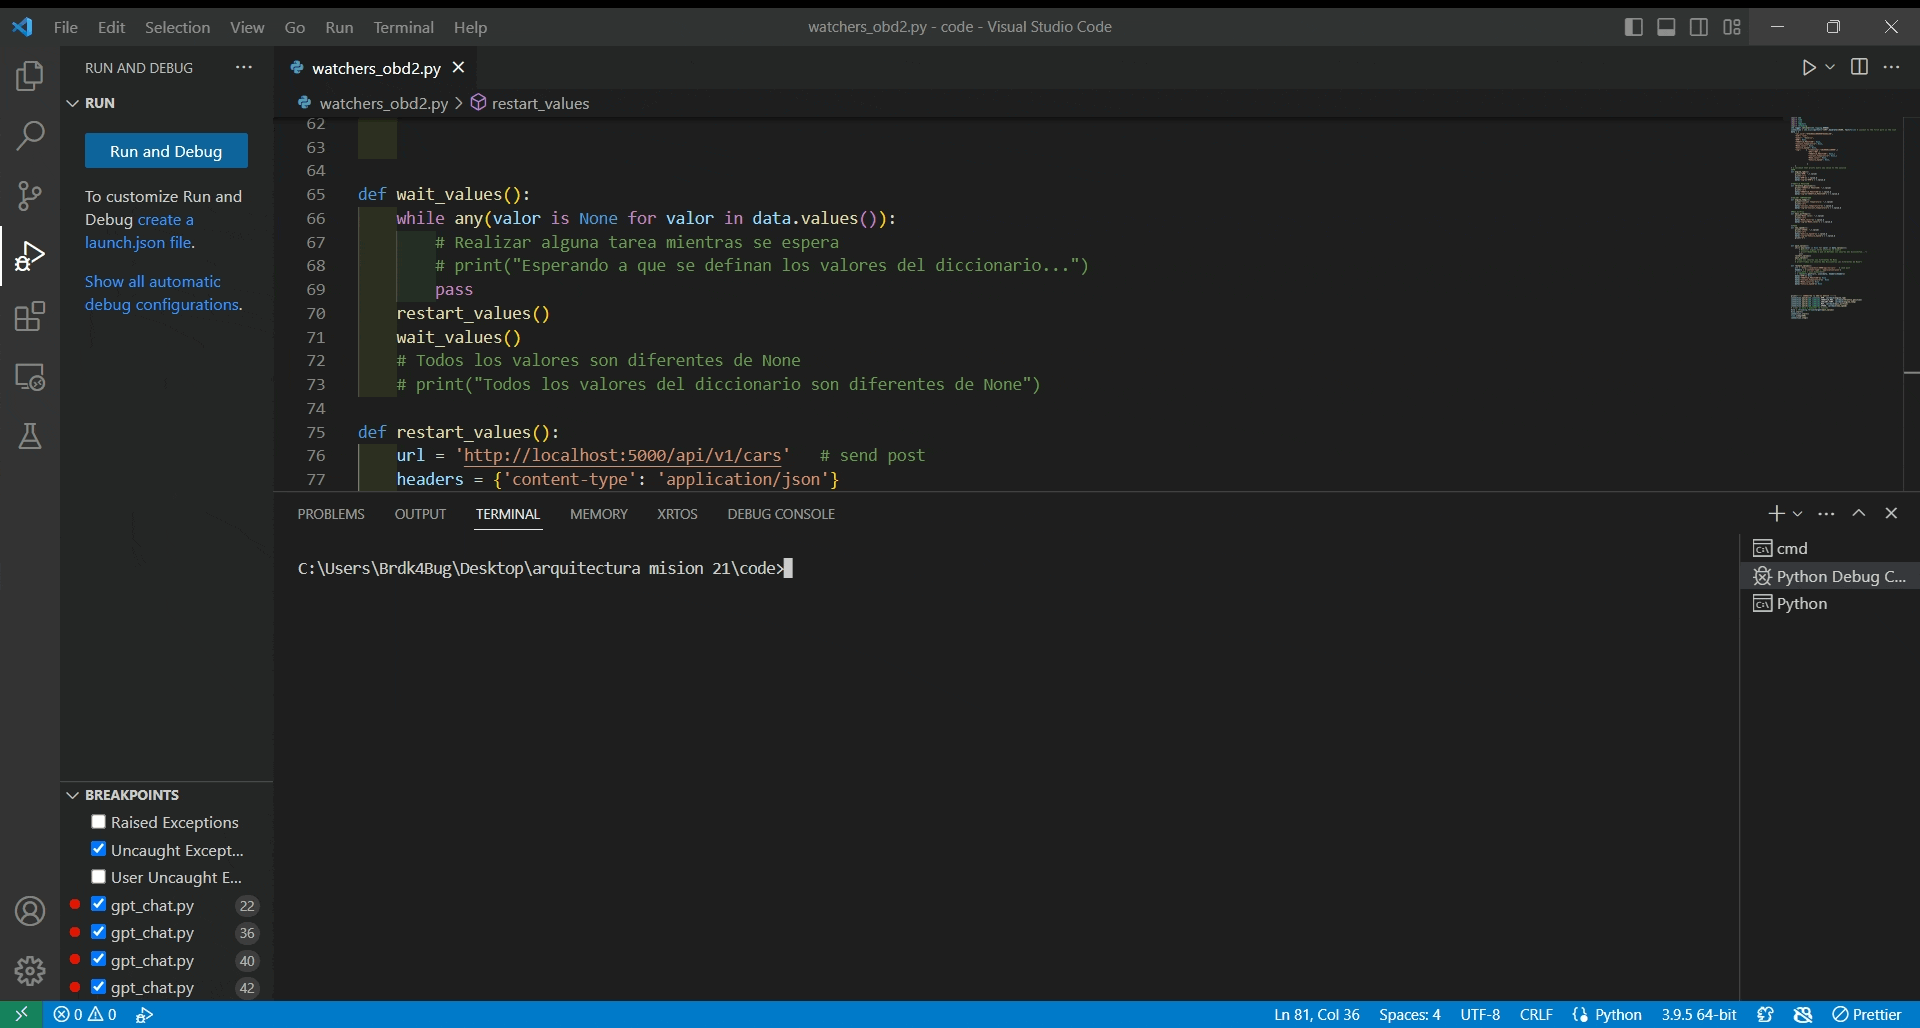 File Edit Selection View Go Run Terminal Help
watchers_obd2.py - code - Visual Studio Code
RUN AND DEBUG
RUN
Run and Debug
To customize Run and
Debug create a
launch.json file.
Show all automatic
debug configurations.
BREAKPOINTS
Raised Exceptions
Uncaught Except...
User Uncaught E...
gpt_chat.py 22
gpt_chat.py 36
gpt_chat.py 40
gpt_chat.py 42
watchers_obd2.py
watchers_obd2.py > restart_values
62
63
64
65 def wait_values():
66 while any(valor is None for valor in data.values()):
67 # Realizar alguna tarea mientras se espera
68 # print("Esperando a que se definan los valores del diccionario...")
69 pass
70 restart_values()
71 wait_values()
72 # Todos los valores son diferentes de None
73 # print("Todos los valores del diccionario son diferentes de None")
74
75 def restart_values():
76 url = 'http://localhost:5000/api/v1/cars' # send post
77 headers = {'content-type': 'application/json'}
PROBLEMS OUTPUT TERMINAL MEMORY XRTOS DEBUG CONSOLE
C:\Users\Brdk4Bug\Desktop\arquitectura mision 21\code>
cmd
Python Debug C...
Python
0 0
Ln 81, Col 36 Spaces: 4 UTF-8 CRLF Python 3.9.5 64-bit Prettier